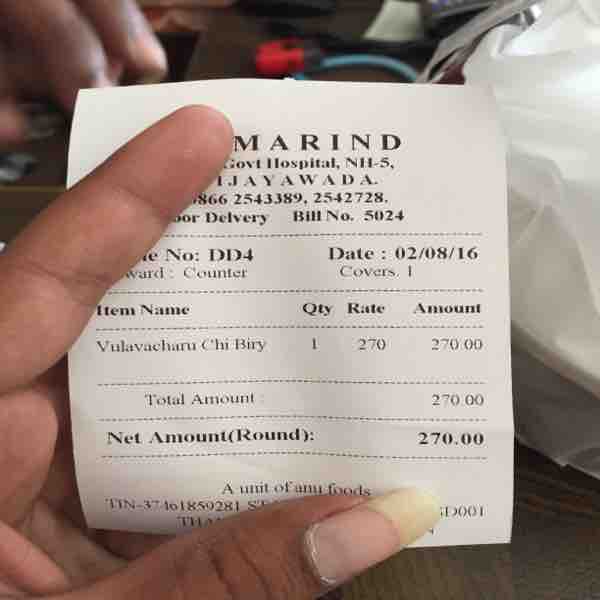 MARIND
Govt Hospital, NH-5,
IJAYAWADA.
866 2543389, 2542728.
oor Delvery Bill No. 5024
le No: DD4 Date : 02/08/16
ward : Counter Covers. 1
Item Name Qty Rate Amount
Vulavacharu Chi Biry 1 270 270.00
Total Amount : 270.00
Net Amount(Round): 270.00
A unit of anu foods
TIN-37461859281 SD001